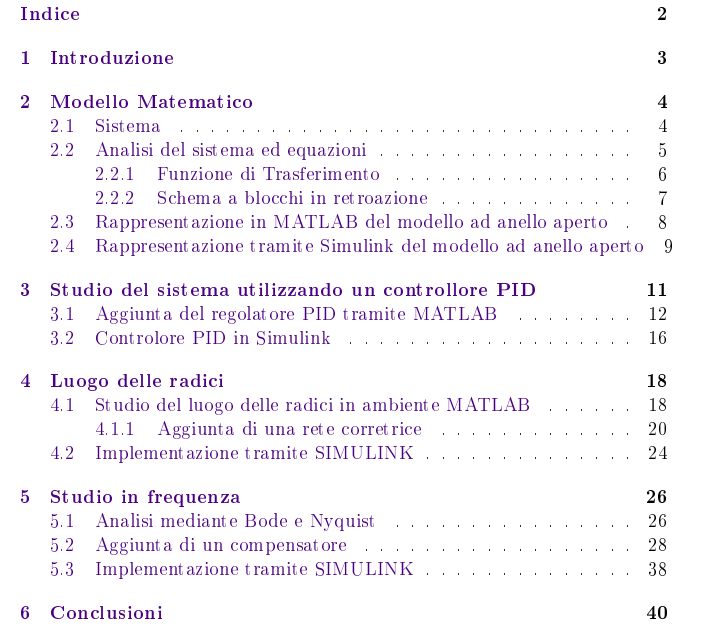 Indice 2
1 Introduzione 3
2 Modello Matematico 4
2.1 Sistema . . . . . . . . . . . . . . . . . . . . . . . . . . . . . . 4
2.2 Analisi del sistema ed equazioni . . . . . . . . . . . . . . . . . 5
2.2.1 Funzione di Trasferimento . . . . . . . . . . . . . . . . 6
2.2.2 Schema a blocchi in retroazione . . . . . . . . . . . . . 7
2.3 Rappresentazione in MATLAB del modello ad anello aperto . 8
2.4 Rappresentazione tramite Simulink del modello ad anello aperto 9
3 Studio del sistema utilizzando un controllore PID 11
3.1 Aggiunta del regolatore PID tramite MATLAB . . . . . . . . 12
3.2 Controlore PID in Simulink . . . . . . . . . . . . . . . . . . . 16
4 Luogo delle radici 18
4.1 Studio del luogo delle radici in ambiente MATLAB . . . . . . 18
4.1.1 Aggiunta di una rete corretrice . . . . . . . . . . . . . 20
4.2 Implementazione tramite SIMULINK . . . . . . . . . . . . . . 24
5 Studio in frequenza 26
5.1 Analisi mediante Bode e Nyquist . . . . . . . . . . . . . . . . 26
5.2 Aggiunta di un compensatore . . . . . . . . . . . . . . . . . . 28
5.3 Implementazione tramite SIMULINK . . . . . . . . . . . . . . 38
6 Conclusioni 40